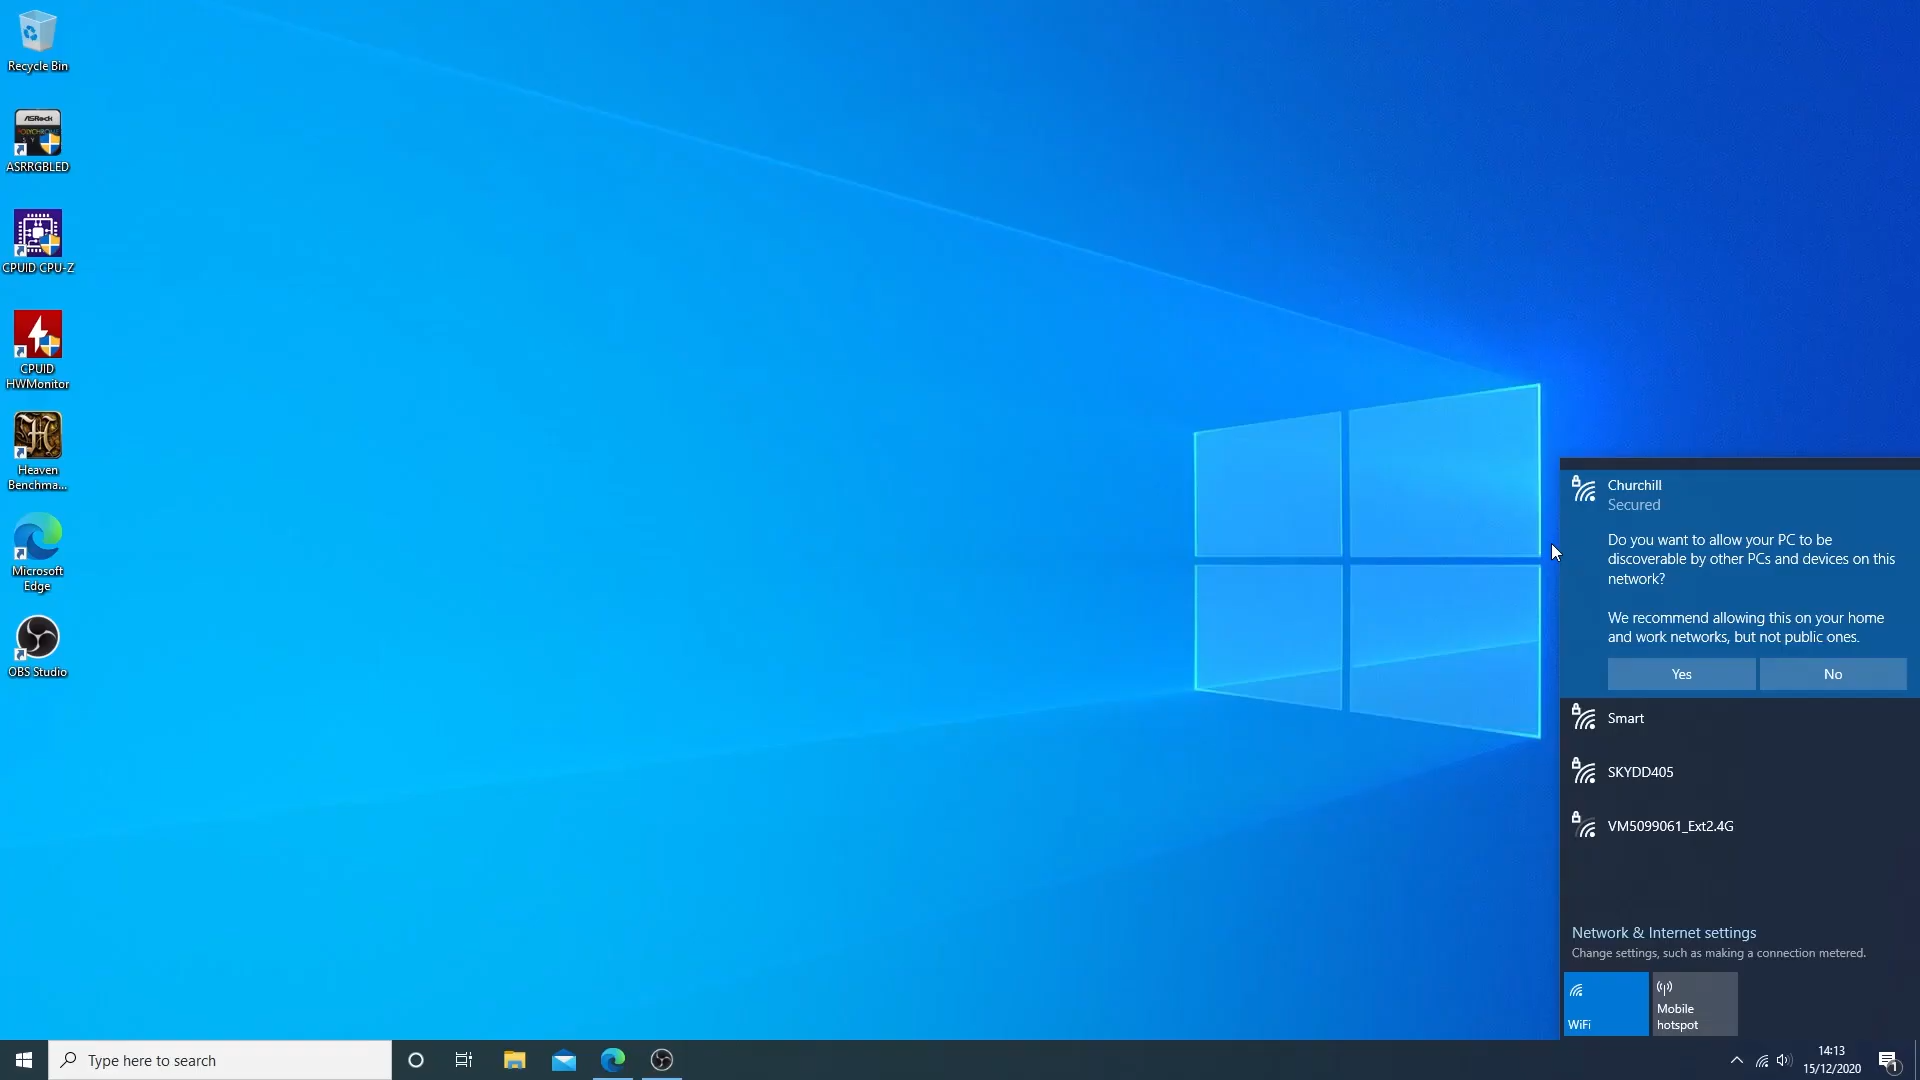 Recycle Bin
ASRock
POLYCHROME
ASRRGBLED
CPUID CPU-Z
CPUID
HWMonitor
Heaven
Benchma...
Microsoft
Edge
OBS Studio
Churchill
Secured
Do you want to allow your PC to be
discoverable by other PCs and devices on this
network?
We recommend allowing this on your home
and work networks, but not public ones.
Yes
No
Smart
SKYDD405
VM5099061_Ext2.4G
Network & Internet settings
Change settings, such as making a connection metered.
WiFi
Mobile
hotspot
Type here to search
14:13
15/12/2020
1